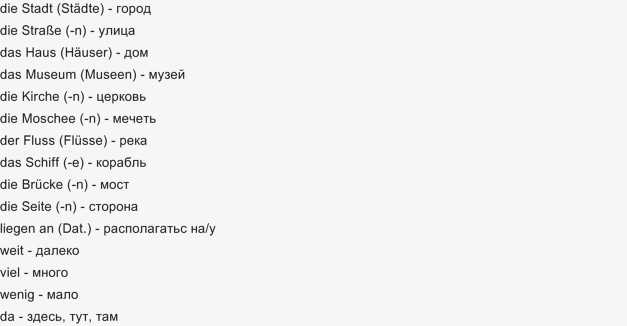 die Stadt (Städte) - город
die Straße (-n) - улица
das Haus (Häuser) - дом
das Museum (Museen) - музей
die Kirche (-n) - церковь
die Moschee (-n) - мечеть
der Fluss (Flüsse) - река
das Schiff (-e) - корабль
die Brücke (-n) - мост
die Seite (-n) - сторона
liegen an (Dat.) - располагатьс на/у
weit - далеко
viel - много
wenig - мало
da - здесь, тут, там